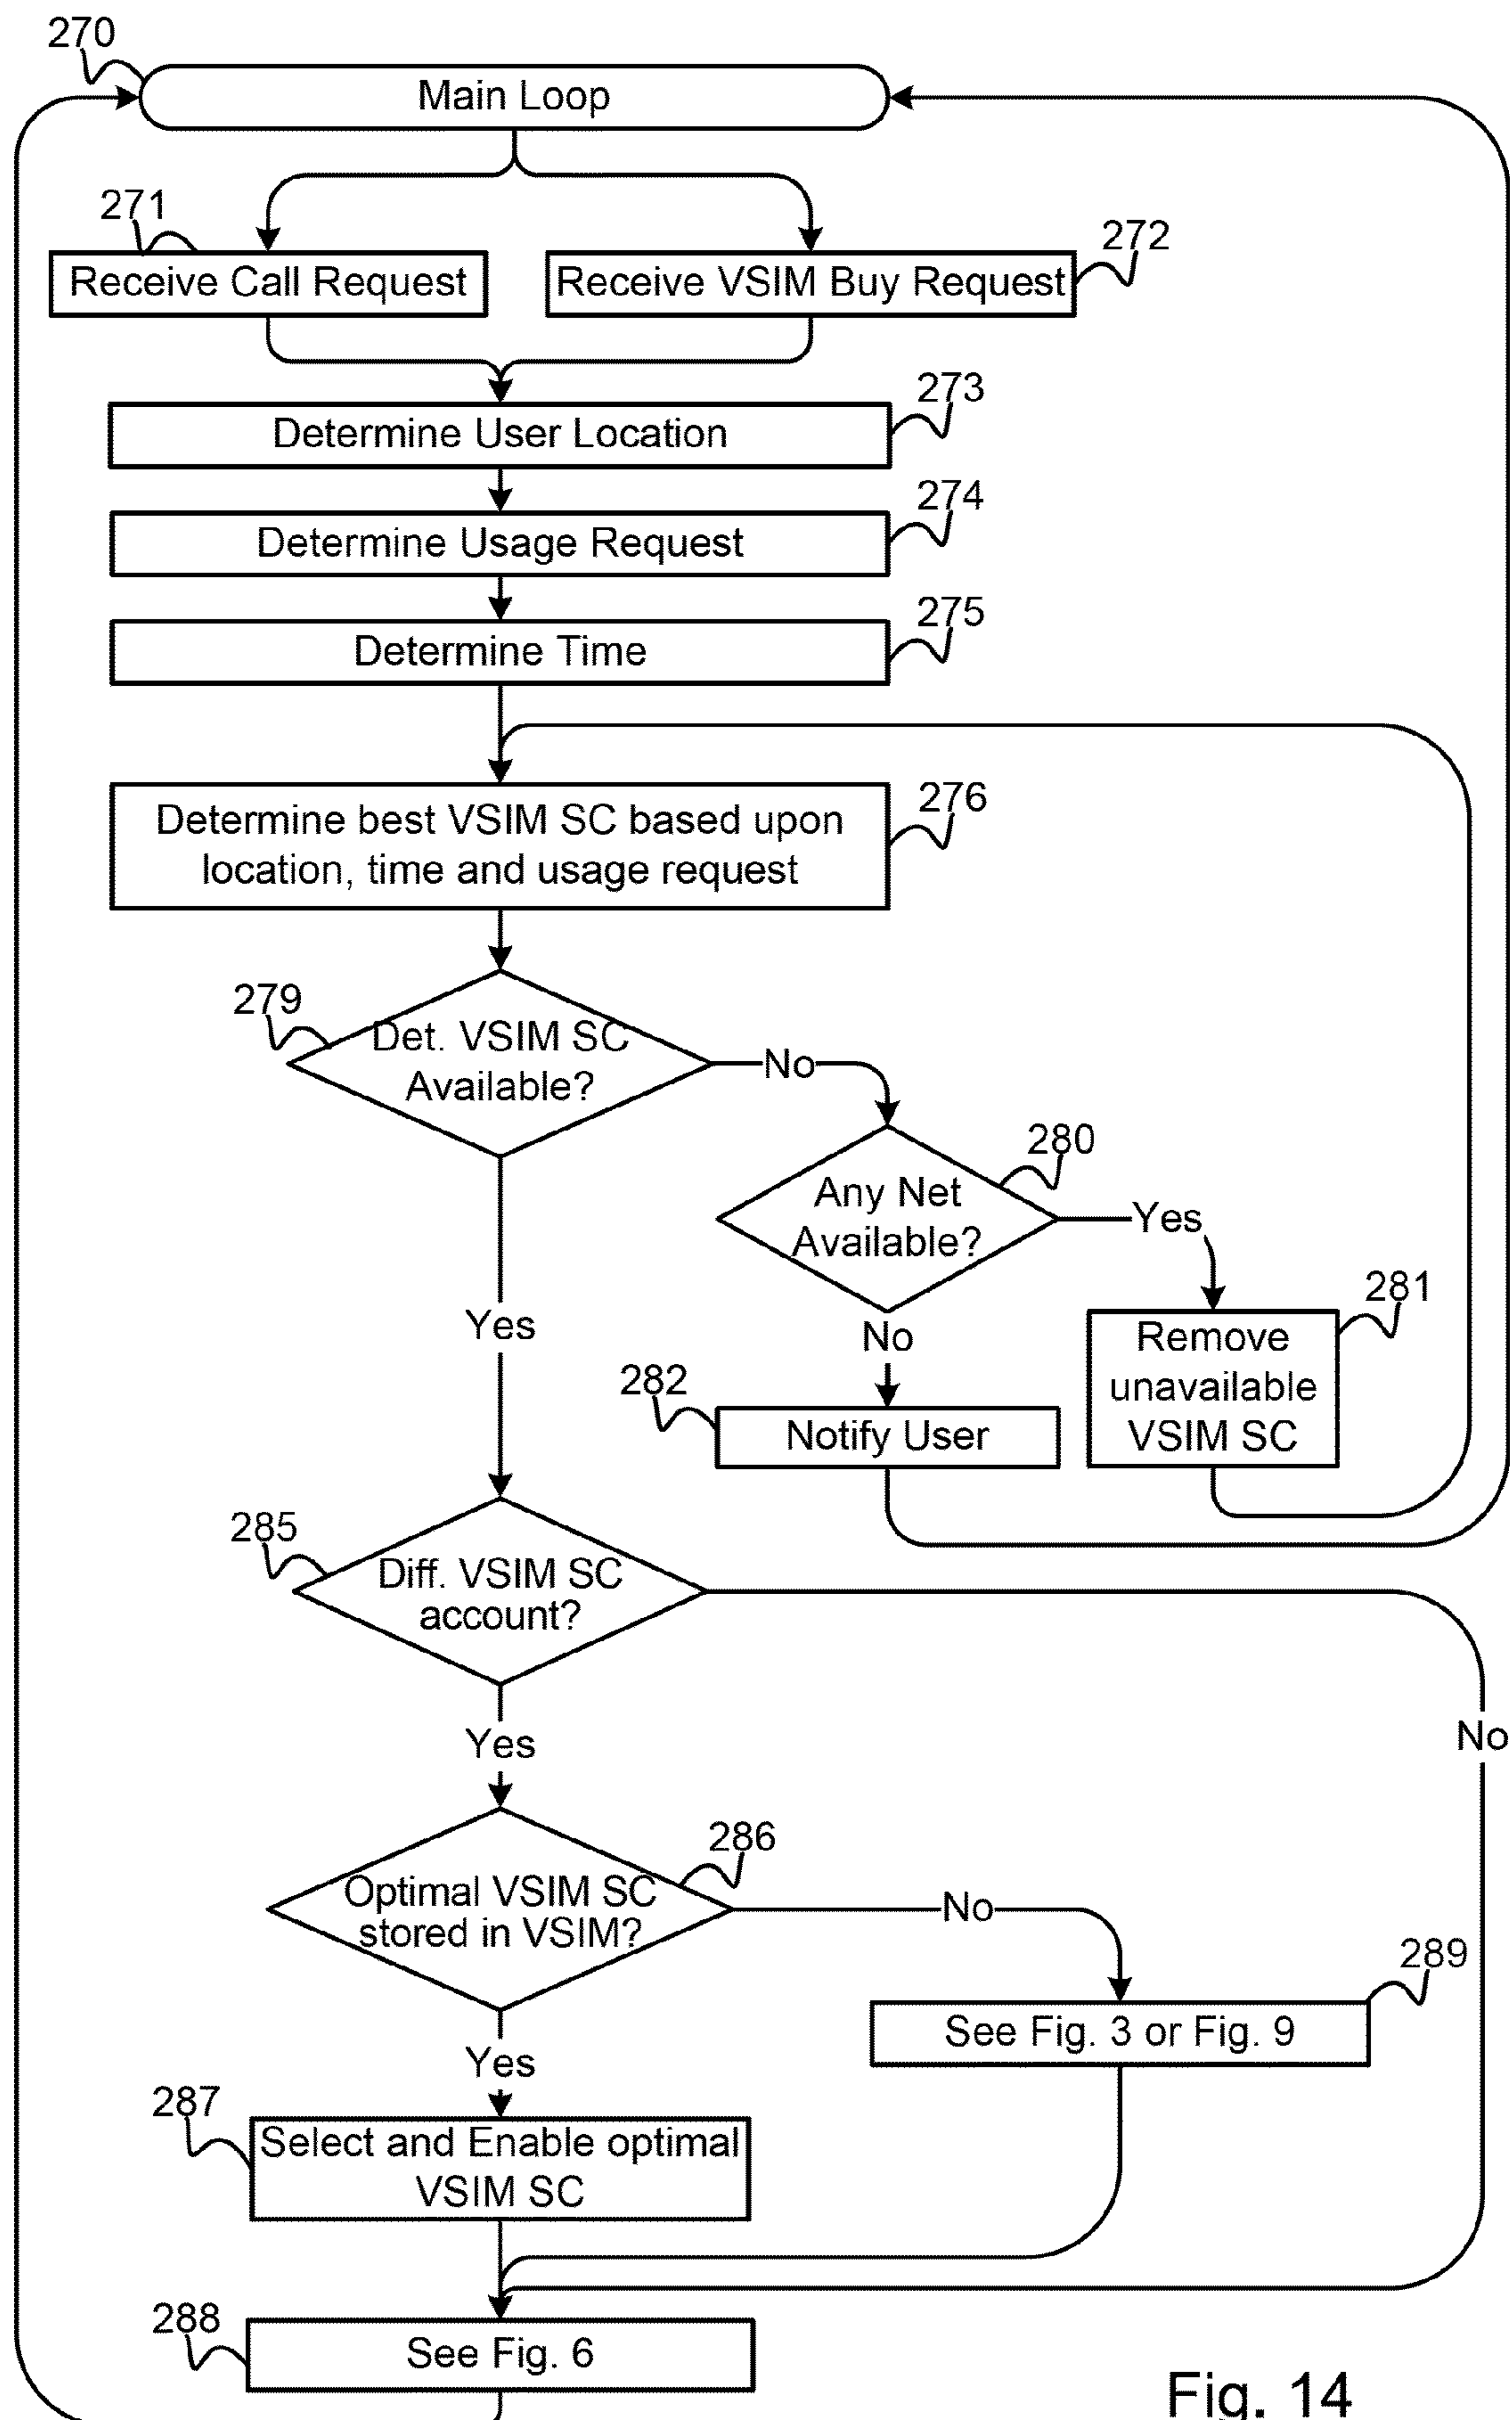 270
Main Loop
271
Receive Call Request
Receive VSIM Buy Request
272
273
Determine User Location
274
Determine Usage Request
275
Determine Time
276
Determine best VSIM SC based upon
location, time and usage request
279
Det. VSIM SC
Available?
No
280
Any Net
Available?
Yes
281
Remove
unavailable
VSIM SC
No
282
Notify User
Yes
285
Diff. VSIM SC
account?
No
Yes
286
Optimal VSIM SC
stored in VSIM?
No
289
See Fig. 3 or Fig. 9
Yes
287
Select and Enable optimal
VSIM SC
288
See Fig. 6
Fig. 14